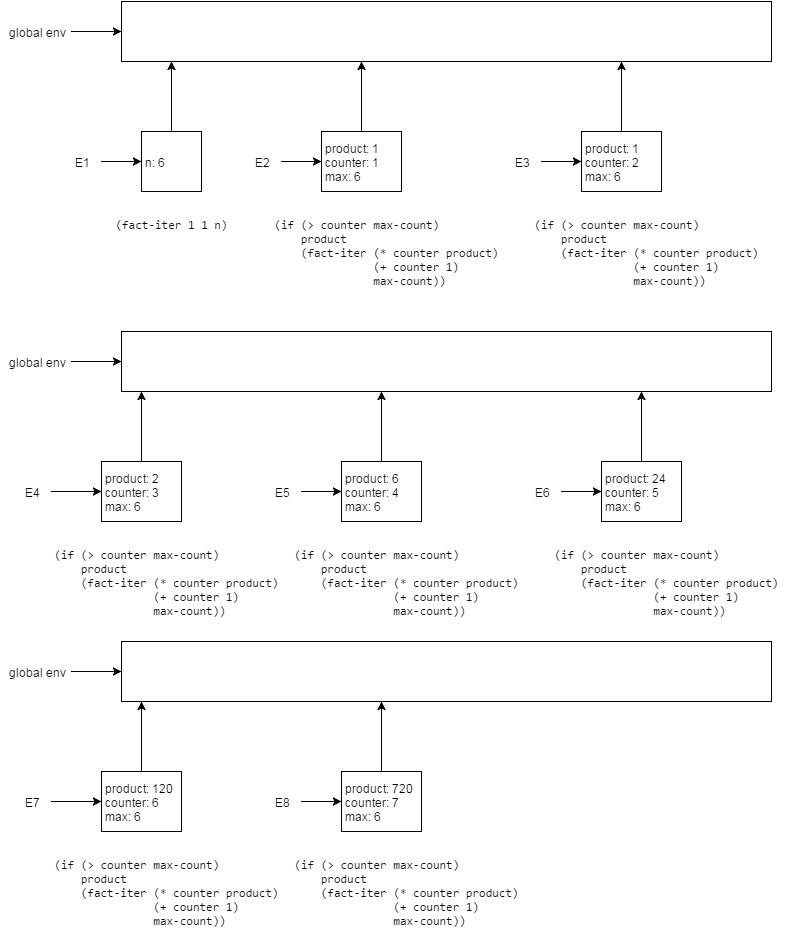 global env
E1
n: 6
E2
product: 1
counter: 1
max: 6
E3
product: 1
counter: 2
max: 6
(fact-iter 1 1 n)
(if (> counter max-count)
product
(fact-iter (* counter product)
(+ counter 1)
max-count))
(if (> counter max-count)
product
(fact-iter (* counter product)
(+ counter 1)
max-count))
global env
E4
product: 2
counter: 3
max: 6
E5
product: 6
counter: 4
max: 6
E6
product: 24
counter: 5
max: 6
(if (> counter max-count)
product
(fact-iter (* counter product)
(+ counter 1)
max-count))
(if (> counter max-count)
product
(fact-iter (* counter product)
(+ counter 1)
max-count))
(if (> counter max-count)
product
(fact-iter (* counter product)
(+ counter 1)
max-count))
global env
E7
product: 120
counter: 6
max: 6
E8
product: 720
counter: 7
max: 6
(if (> counter max-count)
product
(fact-iter (* counter product)
(+ counter 1)
max-count))
(if (> counter max-count)
product
(fact-iter (* counter product)
(+ counter 1)
max-count))